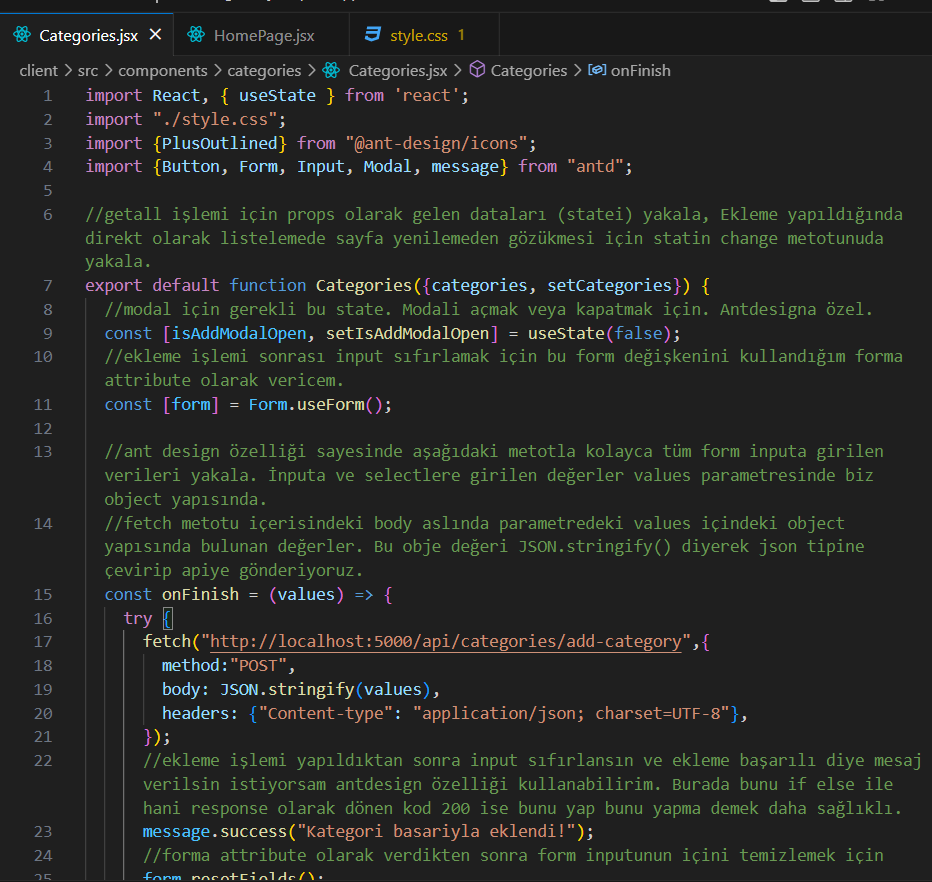 Categories.jsx × HomePage.jsx style.css 1
client > src > components > categories > Categories.jsx > Categories > onFinish
1 import React, { useState } from 'react';
2 import "./style.css";
3 import {PlusOutlined} from "@ant-design/icons";
4 import {Button, Form, Input, Modal, message} from "antd";
5
6 //getall işlemi için props olarak gelen dataları (statei) yakala, Ekleme yapıldığında
direkt olarak listelemede sayfa yenilemeden gözükmesi için statin change metotunuda
yakala.
7 export default function Categories({categories, setCategories}) {
8 //modal için gerekli bu state. Modali açmak veya kapatmak için. Antdesigna özel.
9 const [isAddModalOpen, setIsAddModalOpen] = useState(false);
10 //ekleme işlemi sonrası input sıfırlamak için bu form değişkenini kullandığım forma
attribute olarak vericem.
11 const [form] = Form.useForm();
12
13 //ant design özelliği sayesinde aşağıdaki metotla kolayca tüm form inputa girilen
verileri yakala. İnputa ve selectlere girilen değerler values parametresinde biz
object yapısında.
14 //fetch metotu içerisindeki body aslında parametredeki values içindeki object
yapısında bulunan değerler. Bu obje değeri JSON.stringify() diyerek json tipine
çevirip apiye gönderiyoruz.
15 const onFinish = (values) => {
16 try {
17 fetch("http://localhost:5000/api/categories/add-category",{
18 method:"POST",
19 body: JSON.stringify(values),
20 headers: {"Content-type": "application/json; charset=UTF-8"},
21 });
22 //ekleme işlemi yapıldıktan sonra input sıfırlansın ve ekleme başarılı diye mesaj
verilsin istiyorsam antdesign özelliği kullanabilirim. Burada bunu if else ile
hani response olarak dönen kod 200 ise bunu yap bunu yapma demek daha sağlıklı.
23 message.success("Kategori basariyla eklendi!");
24 //forma attribute olarak verdikten sonra form inputunun içini temizlemek için
25 form.resetFields();